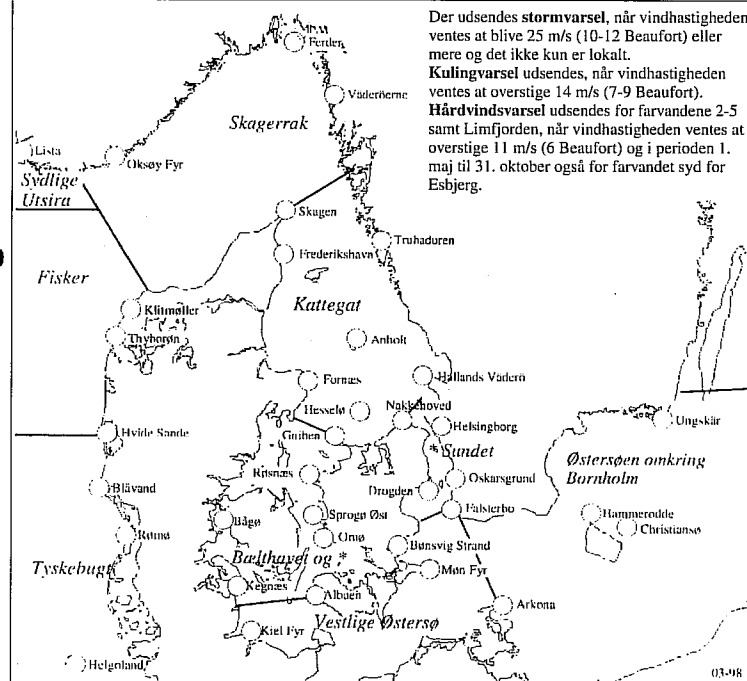 Der udsendes stormvarsel, når vindhastigheden
ventes at blive 25 m/s (10-12 Beaufort) eller
mere og det ikke kun er lokalt.
Kulingvarsel udsendes, når vindhastigheden
ventes at overstige 14 m/s (7-9 Beaufort).
Hårdvindsvarsel udsendes for farvandene 2-5
samt Limfjorden, når vindhastigheden ventes at
overstige 11 m/s (6 Beaufort) og i perioden 1.
maj til 31. oktober også for farvandet syd for
Esbjerg.
Ferder
Väderöerne
Skagerrak
Lista
Oksøy Fyr
Sydlige
Utsira
Skagen
Truhaduren
Frederikshavn
Fisker
Kattegat
Klitmøller
Thyborøn
Anholt
Fornæs
Hallands Väderö
Hesselø
Nakkehoved
Ungskär
Hvide Sande
Gniben
Helsingborg
* Sundet
Østersøen omkring
Bornholm
Røsnæs
Oskarsgrund
Blåvand
Drogden
Falsterbo
Hammerodde
Bågø
Sprogø Øst
Christiansø
Rømø
Omø
Bønsvig Strand
Bælthavet og *
Tyskebugt
Møn Fyr
Kegnæs
Albuen
Arkona
Vestlige Østersø
Kiel Fyr
Helgoland
03-98